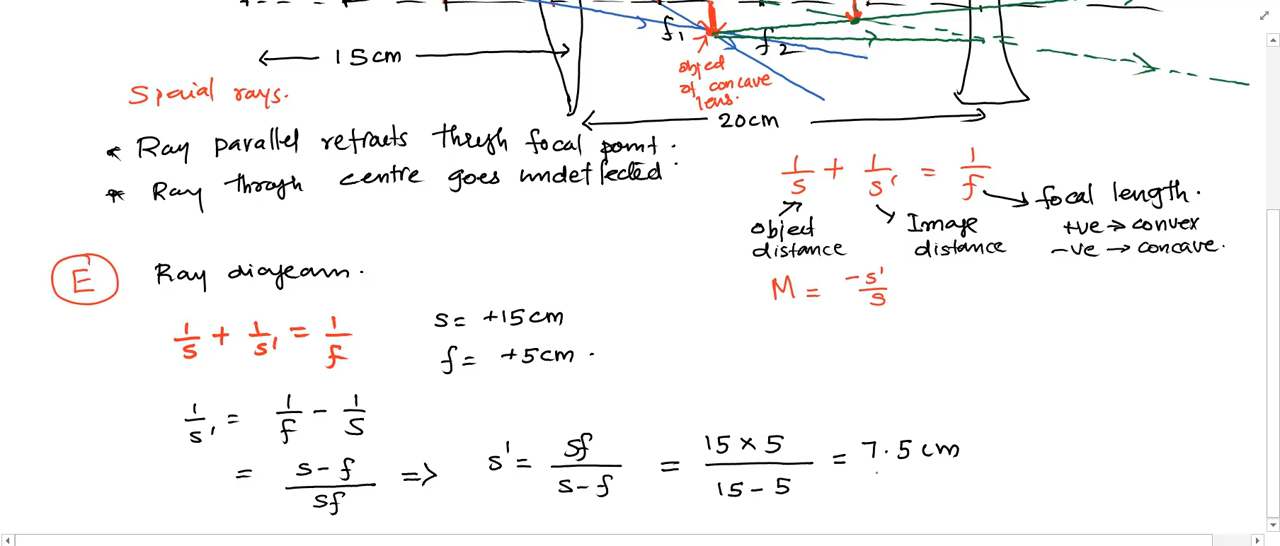 f₁
f₂
15cm
object
of concave
lens.
Special rays.
20cm
* Ray parallel refracts through focal point.
* Ray through centre goes undeflected.
1/s + 1/s' = 1/f
object
distance
Image
distance
focal length.
+ve → convex
-ve → concave.
M = -s'/s
E Ray diagram.
1/s + 1/s' = 1/f
s = +15cm
f = +5cm.
1/s' = 1/f - 1/s
= s-f/sf => s' = sf/s-f = 15 × 5/15 - 5 = 7.5 cm